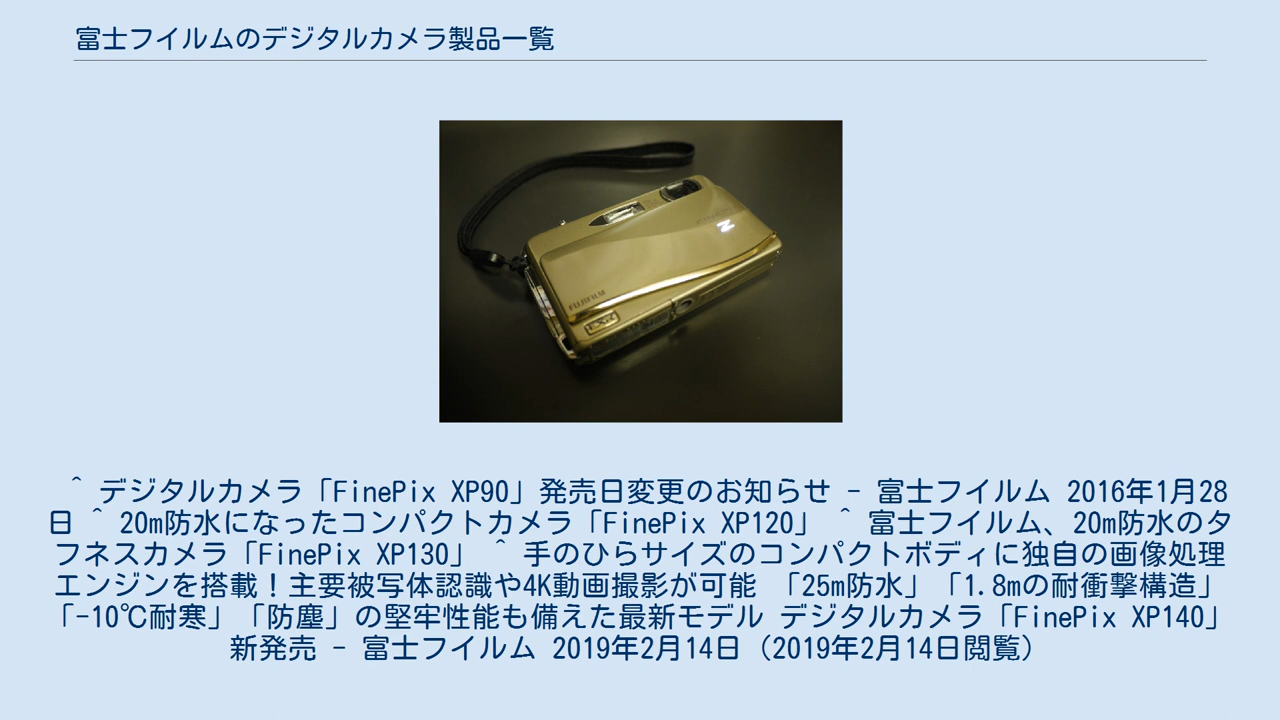 富士フイルムのデジタルカメラ製品一覧
FUJIFILM
EXR
Z
^ デジタルカメラ「FinePix XP90」発売日変更のお知らせ - 富士フイルム 2016年1月28
日 ^ 20m防水になったコンパクトカメラ「FinePix XP120」 ^ 富士フイルム、20m防水のタ
フネスカメラ「FinePix XP130」 ^ 手のひらサイズのコンパクトボディに独自の画像処理
エンジンを搭載！主要被写体認識や4K動画撮影が可能 「25m防水」「1.8mの耐衝撃構造」
「-10℃耐寒」「防塵」の堅牢性能も備えた最新モデル デジタルカメラ「FinePix XP140」
新発売 - 富士フイルム 2019年2月14日（2019年2月14日閲覧）